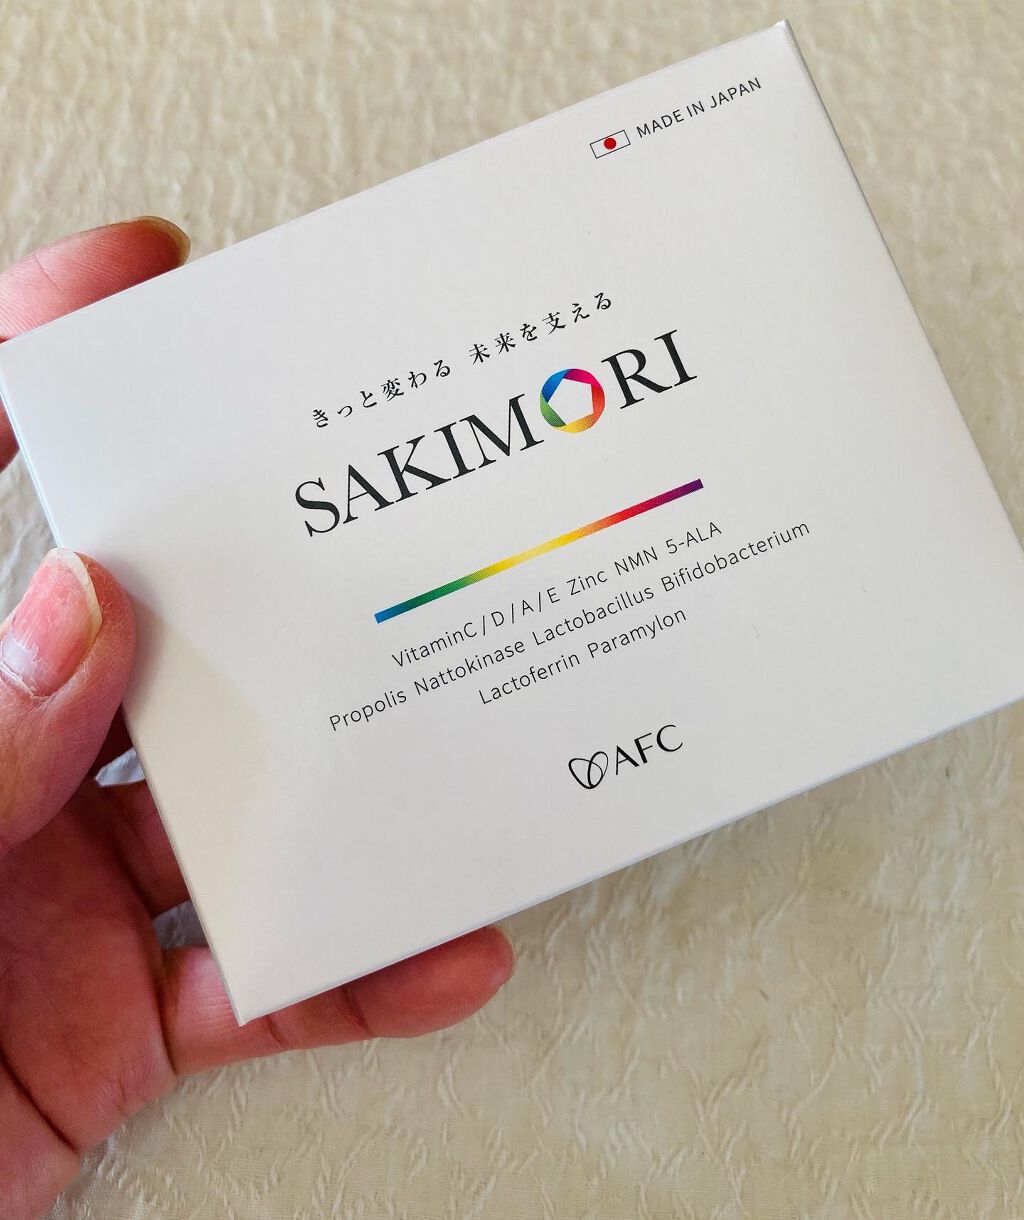 MADE IN JAPAN
きっと変わる 未来を支える
SAKIMORI
VitaminC / D / A / E Zinc NMN 5-ALA
Propolis Nattokinase Lactobacillus Bifidobacterium
Lactoferrin Paramylon
AFC